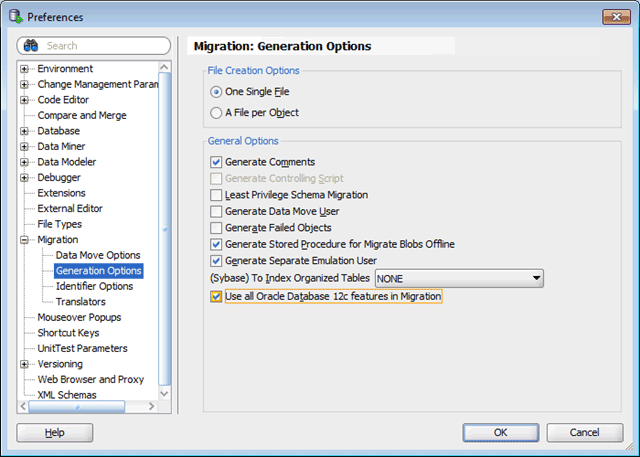 Preferences
Search
Environment
Change Management Param
Code Editor
Compare and Merge
Database
Data Miner
Data Modeler
Debugger
Extensions
External Editor
File Types
Migration
Data Move Options
Generation Options
Identifier Options
Translators
Mouseover Popups
Shortcut Keys
UnitTest Parameters
Versioning
Web Browser and Proxy
XML Schemas
Migration: Generation Options
File Creation Options
One Single File
A File per Object
General Options
Generate Comments
Generate Controlling Script
Least Privilege Schema Migration
Generate Data Move User
Generate Failed Objects
Generate Stored Procedure for Migrate Blobs Offline
Generate Separate Emulation User
(Sybase) To Index Organized Tables NONE
Use all Oracle Database 12c features in Migration
Help OK Cancel